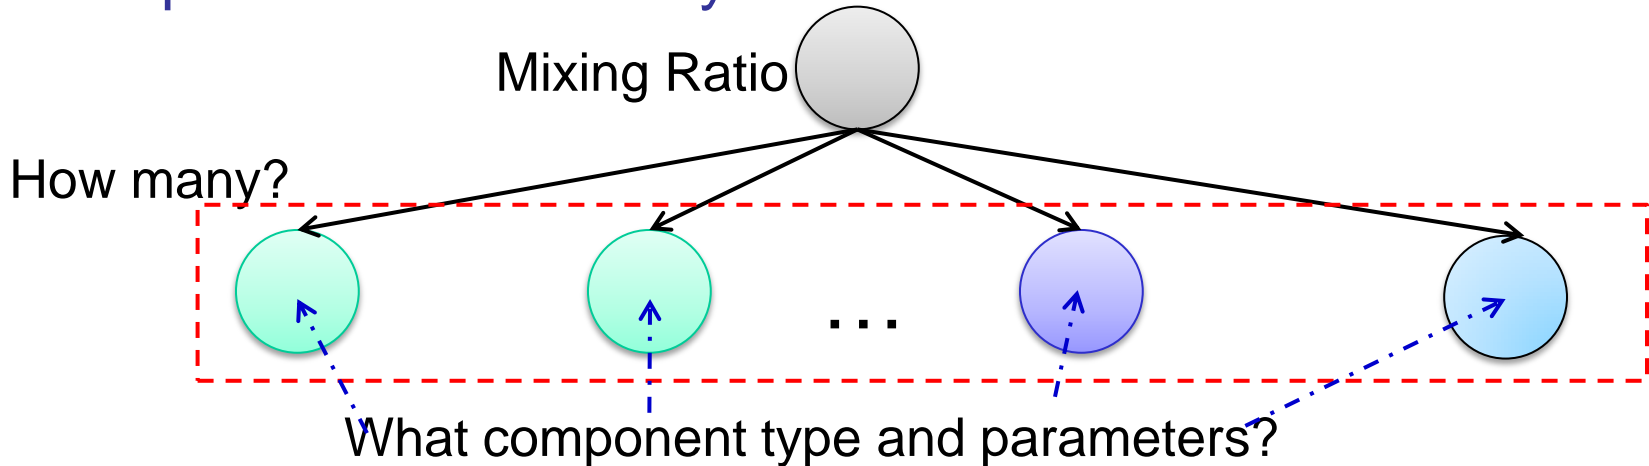 Mixing Ratio
How many?
...
What component type and parameters?